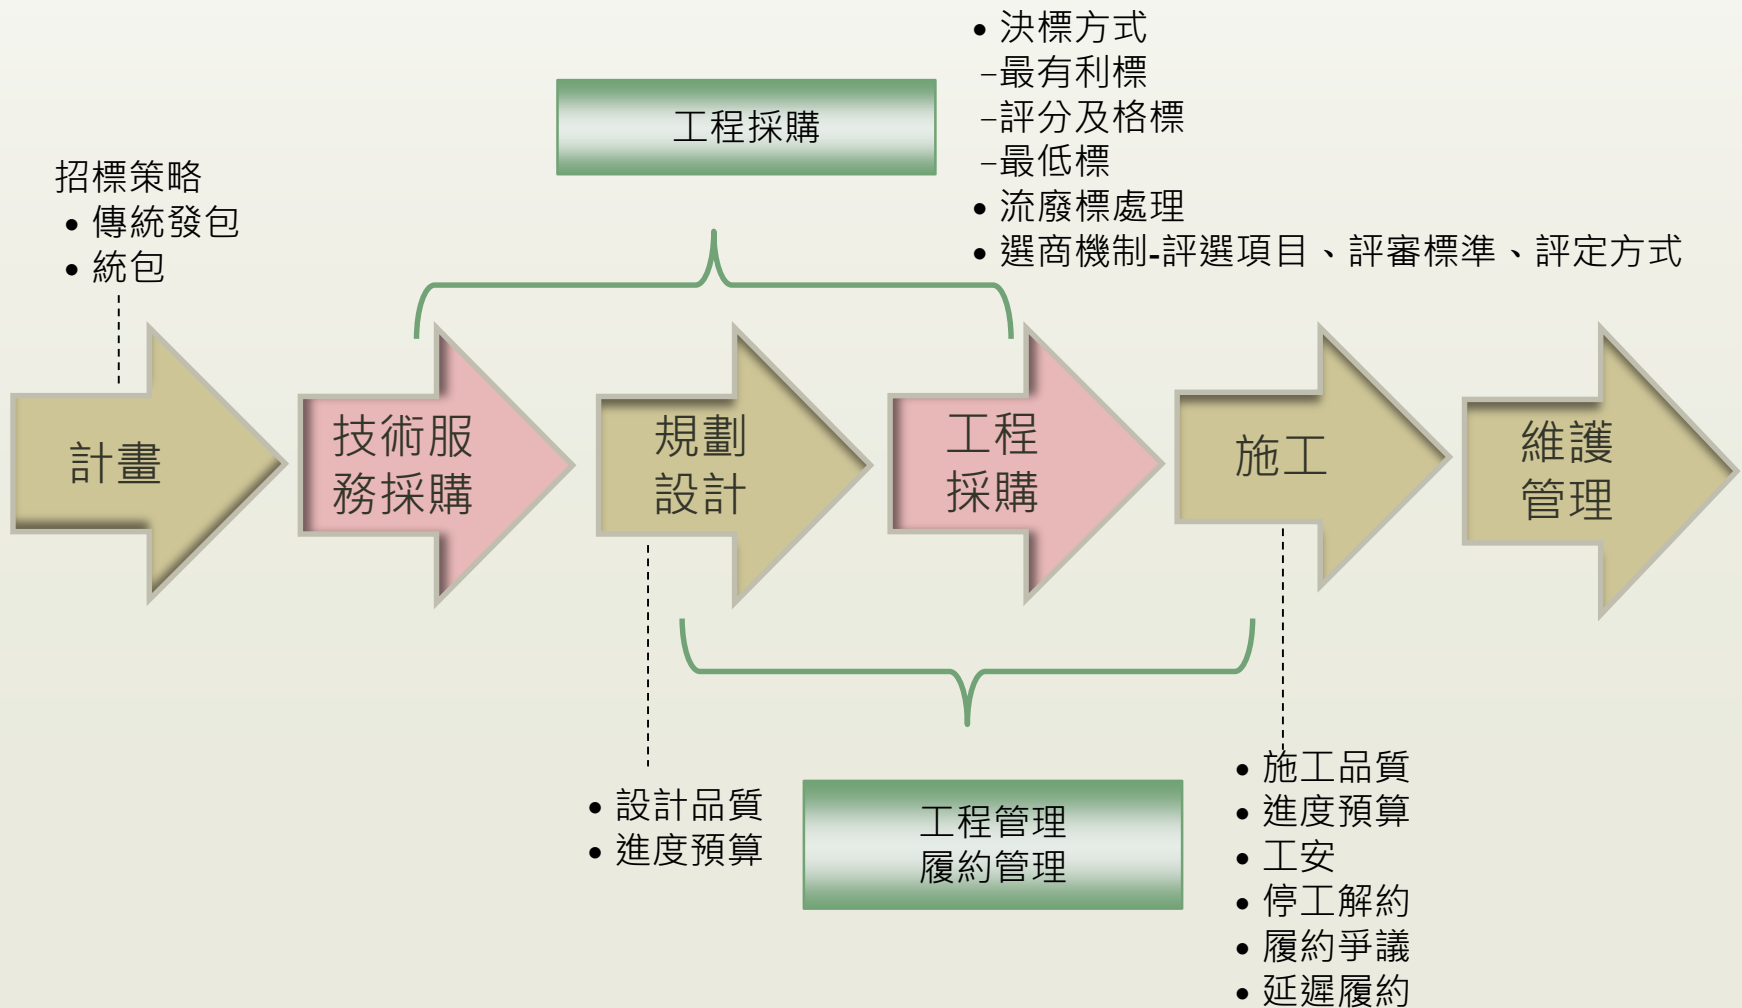 • 決標方式
–最有利標
–評分及格標
–最低標
• 流廢標處理
• 選商機制-評選項目、評審標準、評定方式
工程採購
招標策略
• 傳統發包
• 統包
計畫
技術服
務採購
規劃
設計
工程
採購
施工
維護
管理
• 設計品質
• 進度預算
工程管理
履約管理
• 施工品質
• 進度預算
• 工安
• 停工解約
• 履約爭議
• 延遲履約